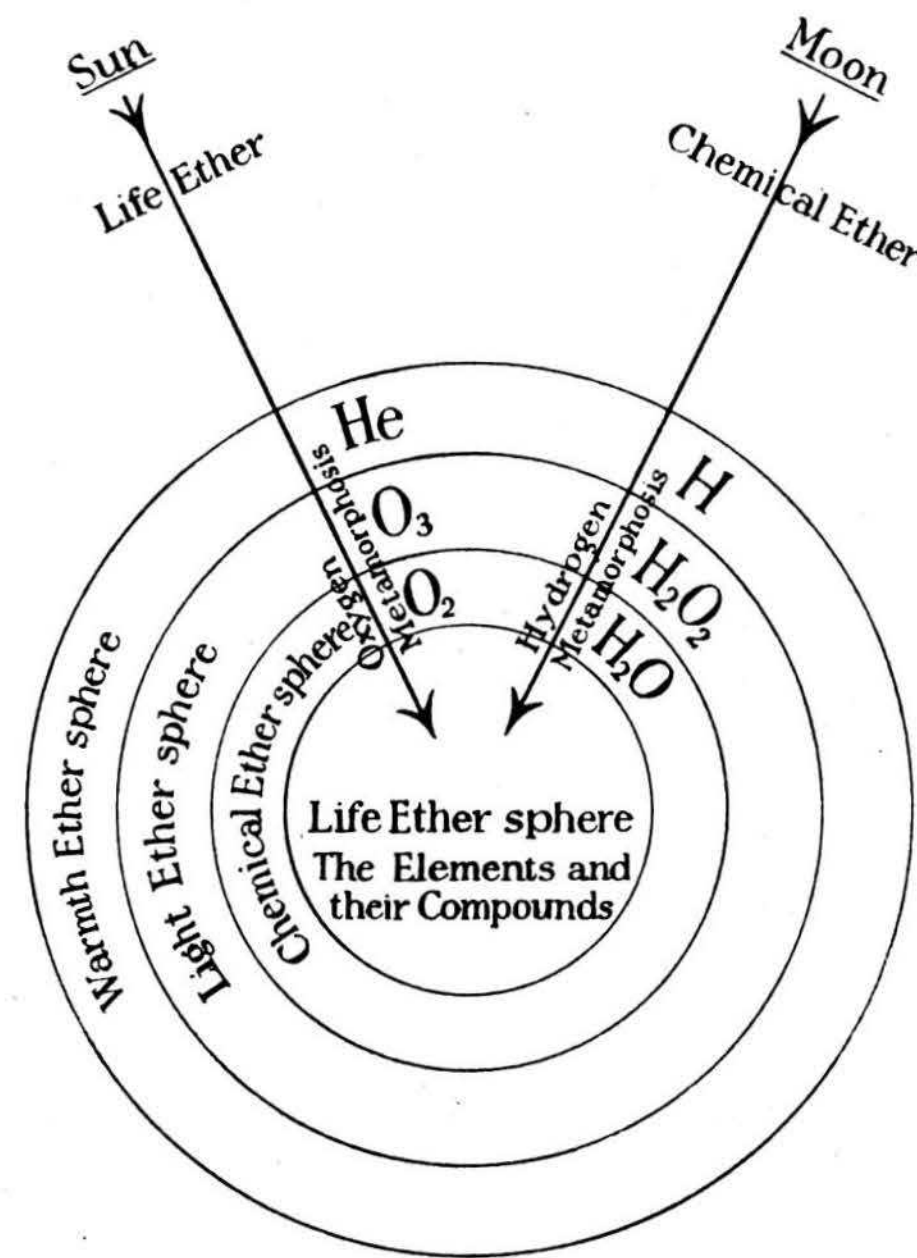 Sun
Moon
Life Ether
Chemical Ether
He
H
O₃
H₂O₂
O₂
H₂O
Oxygen
Metamorphosis
Hydrogen
Metamorphosis
Warmth Ether sphere
Light Ether sphere
Chemical Ether sphere
Life Ether sphere
The Elements and
their Compounds